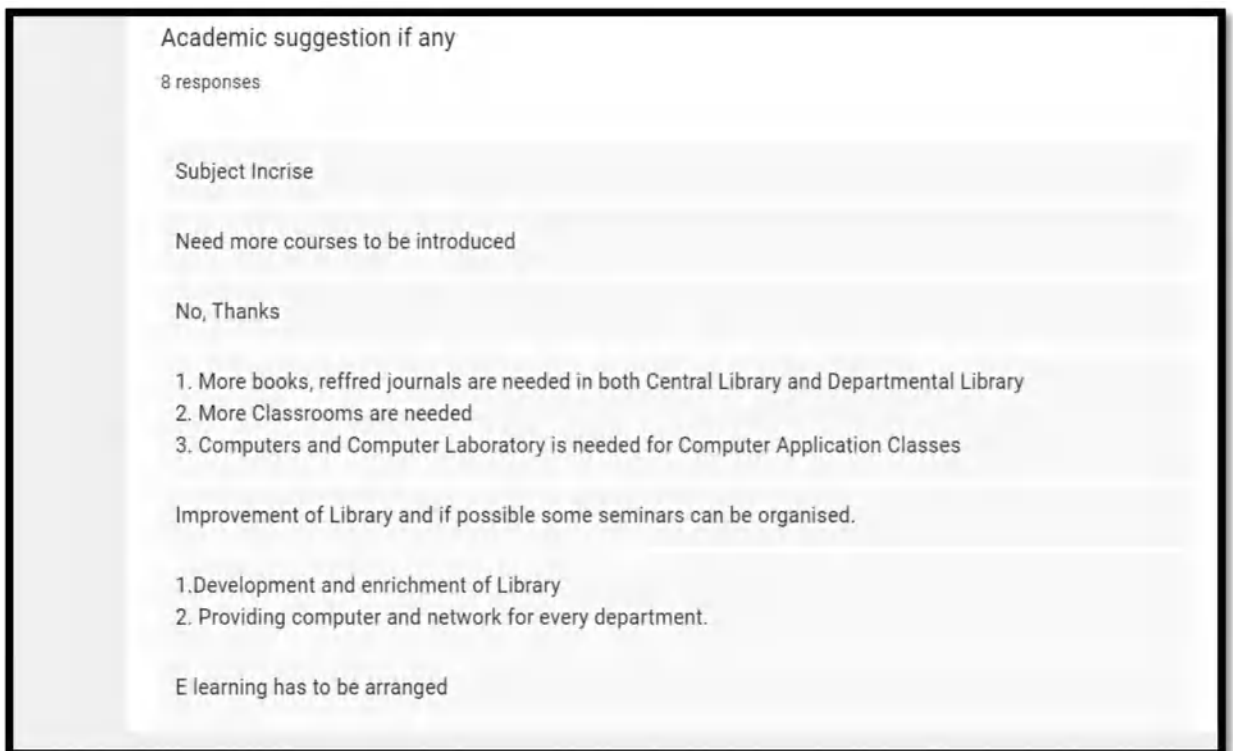 Academic suggestion if any
8 responses
Subject Incrise
Need more courses to be introduced
No, Thanks
1. More books, reffred journals are needed in both Central Library and Departmental Library
2. More Classrooms are needed
3. Computers and Computer Laboratory is needed for Computer Application Classes
Improvement of Library and if possible some seminars can be organised.
1.Development and enrichment of Library
2. Providing computer and network for every department.
E learning has to be arranged